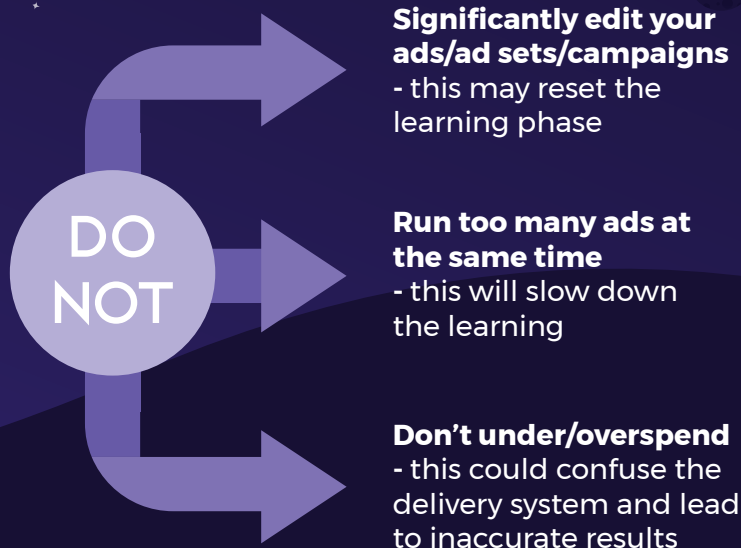 DO
NOT
Significantly edit your
ads/ad sets/campaigns
- this may reset the
learning phase
Run too many ads at
the same time
- this will slow down
the learning
Don’t under/overspend
- this could confuse the
delivery system and lead
to inaccurate results